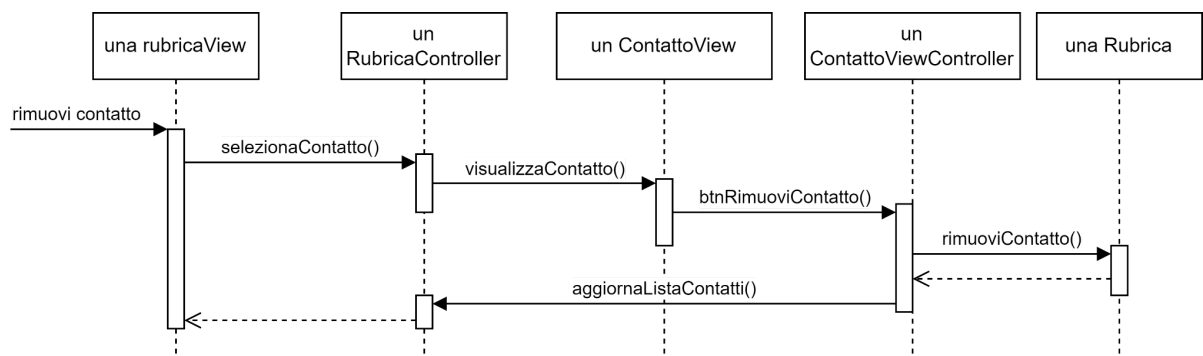 una rubricaView
un
RubricaController
un ContattoView
un
ContattoViewController
una Rubrica
rimuovi contatto
selezionaContatto()
visualizzaContatto()
btnRimuoviContatto()
rimuoviContatto()
aggiornaListaContatti()